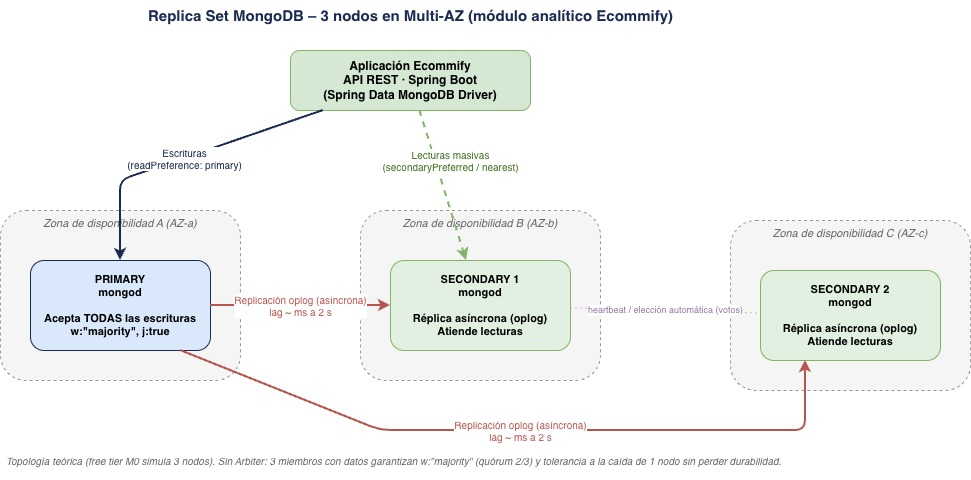 Replica Set MongoDB – 3 nodos en Multi-AZ (módulo analítico Ecommify)
Aplicación Ecommify
API REST · Spring Boot
(Spring Data MongoDB Driver)
Escrituras
(readPreference: primary)
Lecturas masivas
(secondaryPreferred / nearest)
Zona de disponibilidad A (AZ-a)
Zona de disponibilidad B (AZ-b)
Zona de disponibilidad C (AZ-c)
PRIMARY
mongod
Acepta TODAS las escrituras
w:"majority", j:true
Replicación oplog (asíncrona)
lag ~ ms a 2 s
SECONDARY 1
mongod
Réplica asíncrona (oplog)
Atiende lecturas
heartbeat / elección automática (votos)
SECONDARY 2
mongod
Réplica asíncrona (oplog)
Atiende lecturas
Replicación oplog (asíncrona)
lag ~ ms a 2 s
Topología teórica (free tier M0 simula 3 nodos). Sin Arbiter: 3 miembros con datos garantizan w:"majority" (quórum 2/3) y tolerancia a la caída de 1 nodo sin perder durabilidad.